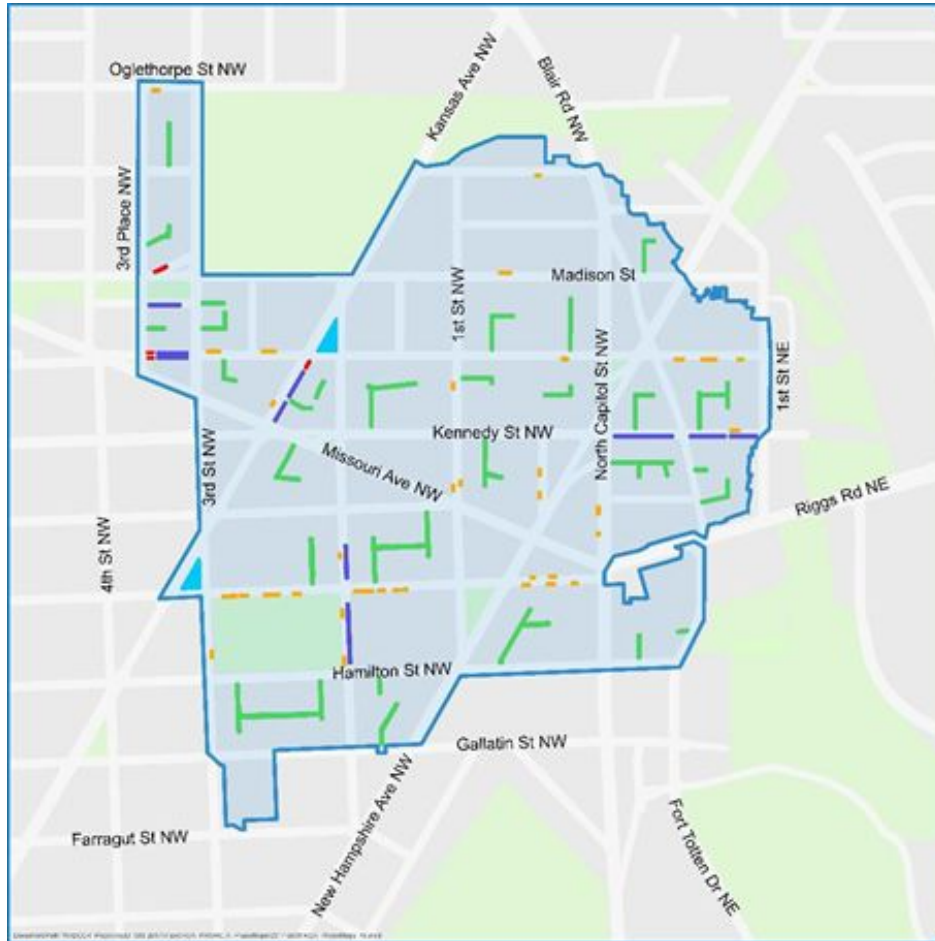 Oglethorpe St NW
Kansas Ave NW
Blair Rd NW
3rd Place NW
1st St NW
Madison St
North Capitol St NW
1st St NE
Kennedy St NW
3rd St NW
Missouri Ave NW
Riggs Rd NE
4th St NW
Hamilton St NW
Gallatin St NW
New Hampshire Ave NW
Fort Totten Dr NE
Farragut St NW